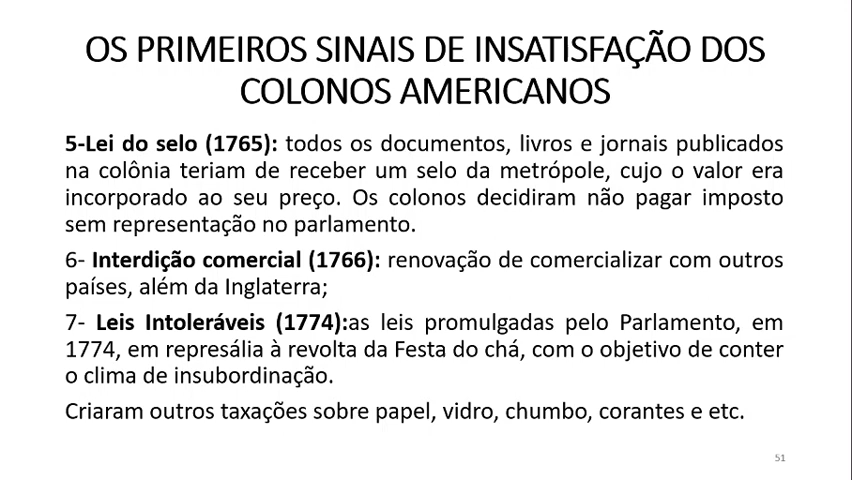 OS PRIMEIROS SINAIS DE INSATISFAÇÃO DOS
COLONOS AMERICANOS
5-Lei do selo (1765): todos os documentos, livros e jornais publicados
na colônia teriam de receber um selo da metrópole, cujo o valor era
incorporado ao seu preço. Os colonos decidiram não pagar imposto
sem representação no parlamento.
6- Interdição comercial (1766): renovação de comercializar com outros
países, além da Inglaterra;
7- Leis Intoleráveis (1774):as leis promulgadas pelo Parlamento, em
1774, em represália à revolta da Festa do chá, com o objetivo de conter
o clima de insubordinação.
Criaram outros taxações sobre papel, vidro, chumbo, corantes e etc.
51